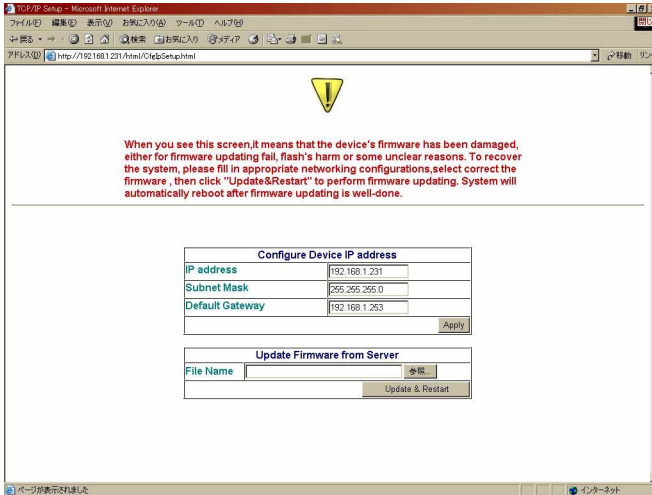 TCP/IP Setup - Microsoft Internet Explorer
ファイル(F) 編集(E) 表示(V) お気に入り(A) ツール(T) ヘルプ(H)
戻る 検索 お気に入り メディア
アドレス(D) http://192.168.1.231/html/CfgIpSetup.html 移動
When you see this screen,it means that the device's firmware has been damaged,
either for firmware updating fail, flash's harm or some unclear reasons. To recover
the system, please fill in appropriate networking configurations,select correct the
firmware , then click "Update&Restart" to perform firmware updating. System will
automatically reboot after firmware updating is well-done.
Configure Device IP address
IP address 192.168.1.231
Subnet Mask 255.255.255.0
Default Gateway 192.168.1.253
Apply
Update Firmware from Server
File Name 参照...
Update & Restart
ページが表示されました インターネット